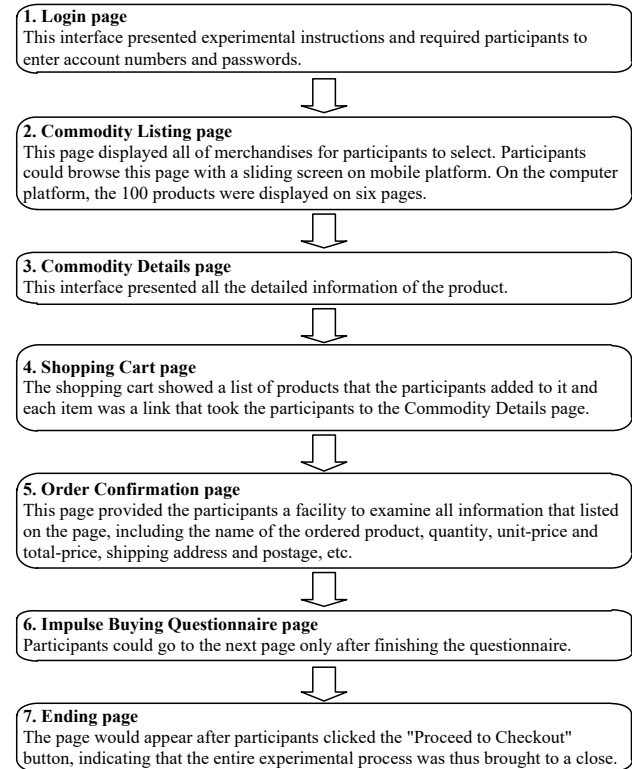 1. Login page
This interface presented experimental instructions and required participants to
enter account numbers and passwords.
2. Commodity Listing page
This page displayed all of merchandises for participants to select. Participants
could browse this page with a sliding screen on mobile platform. On the computer
platform, the 100 products were displayed on six pages.
3. Commodity Details page
This interface presented all the detailed information of the product.
4. Shopping Cart page
The shopping cart showed a list of products that the participants added to it and
each item was a link that took the participants to the Commodity Details page.
5. Order Confirmation page
This page provided the participants a facility to examine all information that listed
on the page, including the name of the ordered product, quantity, unit-price and
total-price, shipping address and postage, etc.
6. Impulse Buying Questionnaire page
Participants could go to the next page only after finishing the questionnaire.
7. Ending page
The page would appear after participants clicked the "Proceed to Checkout"
button, indicating that the entire experimental process was thus brought to a close.